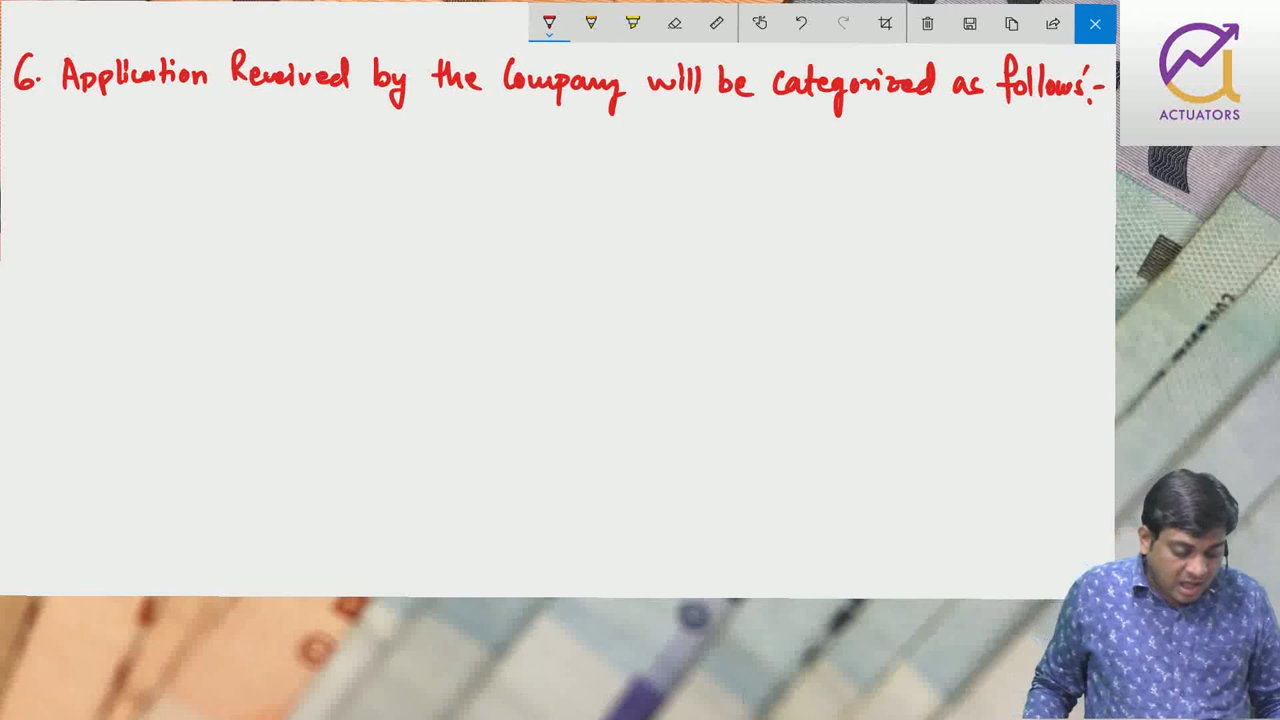 6. Application Received by the Company will be categorized as follows:-
ACTUATORS